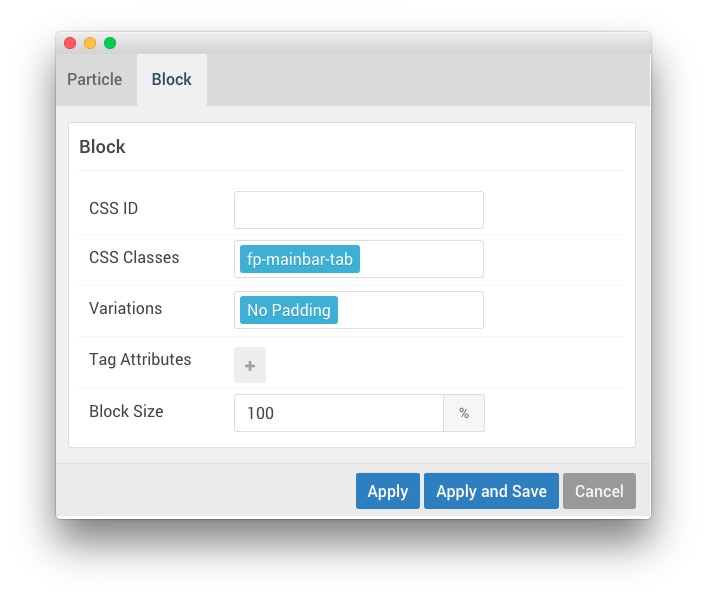 Particle Block
Block
CSS ID
CSS Classes fp-mainbar-tab
Variations No Padding
Tag Attributes +
Block Size 100 %
Apply Apply and Save Cancel